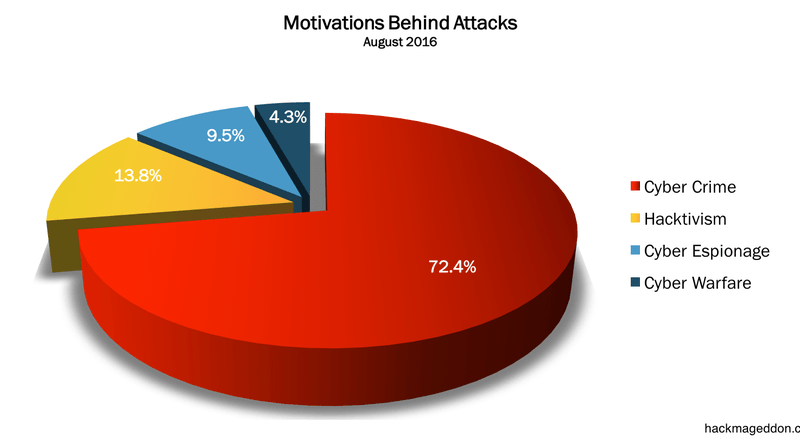 Motivations Behind Attacks
August 2016
4.3%
9.5%
13.8%
72.4%
Cyber Crime
Hacktivism
Cyber Espionage
Cyber Warfare
hackmageddon.c